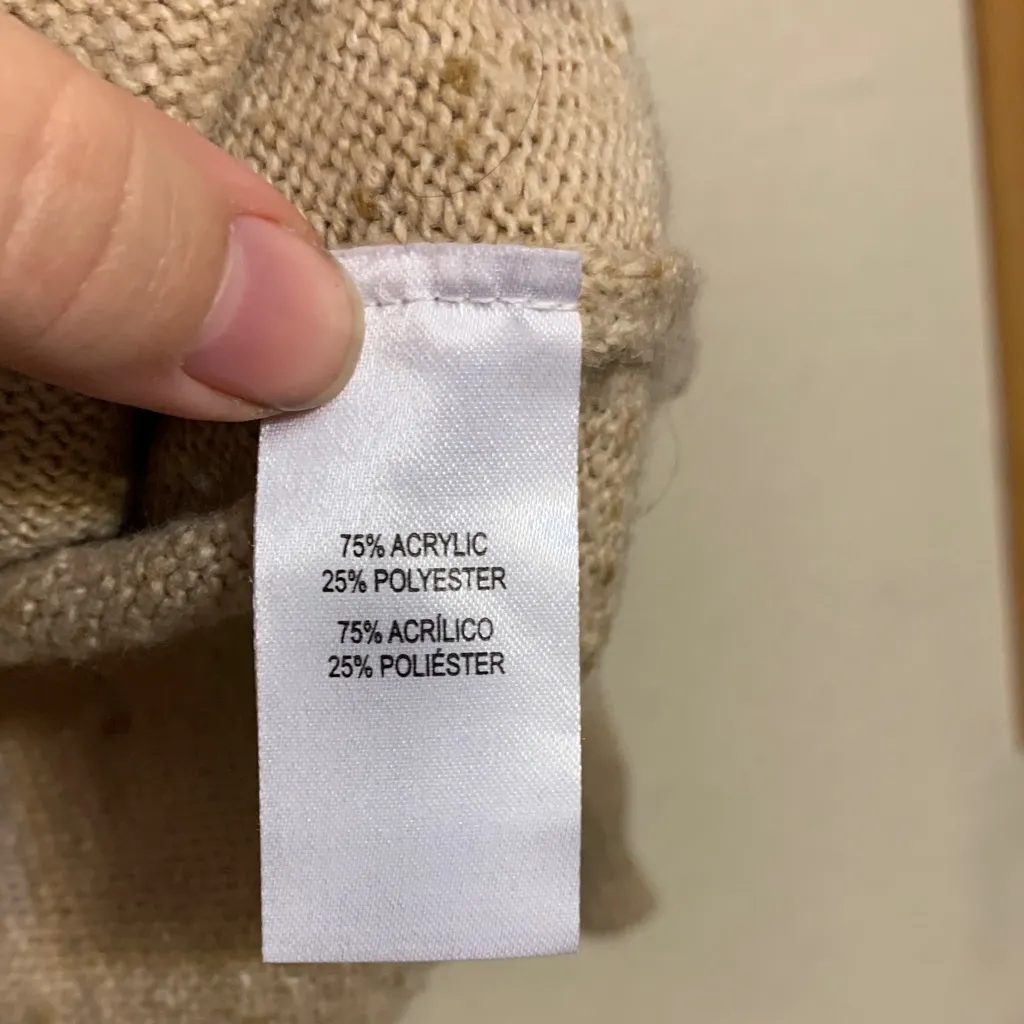 75% ACRYLIC
25% POLYESTER
75% ACRÍLICO
25% POLIÉSTER